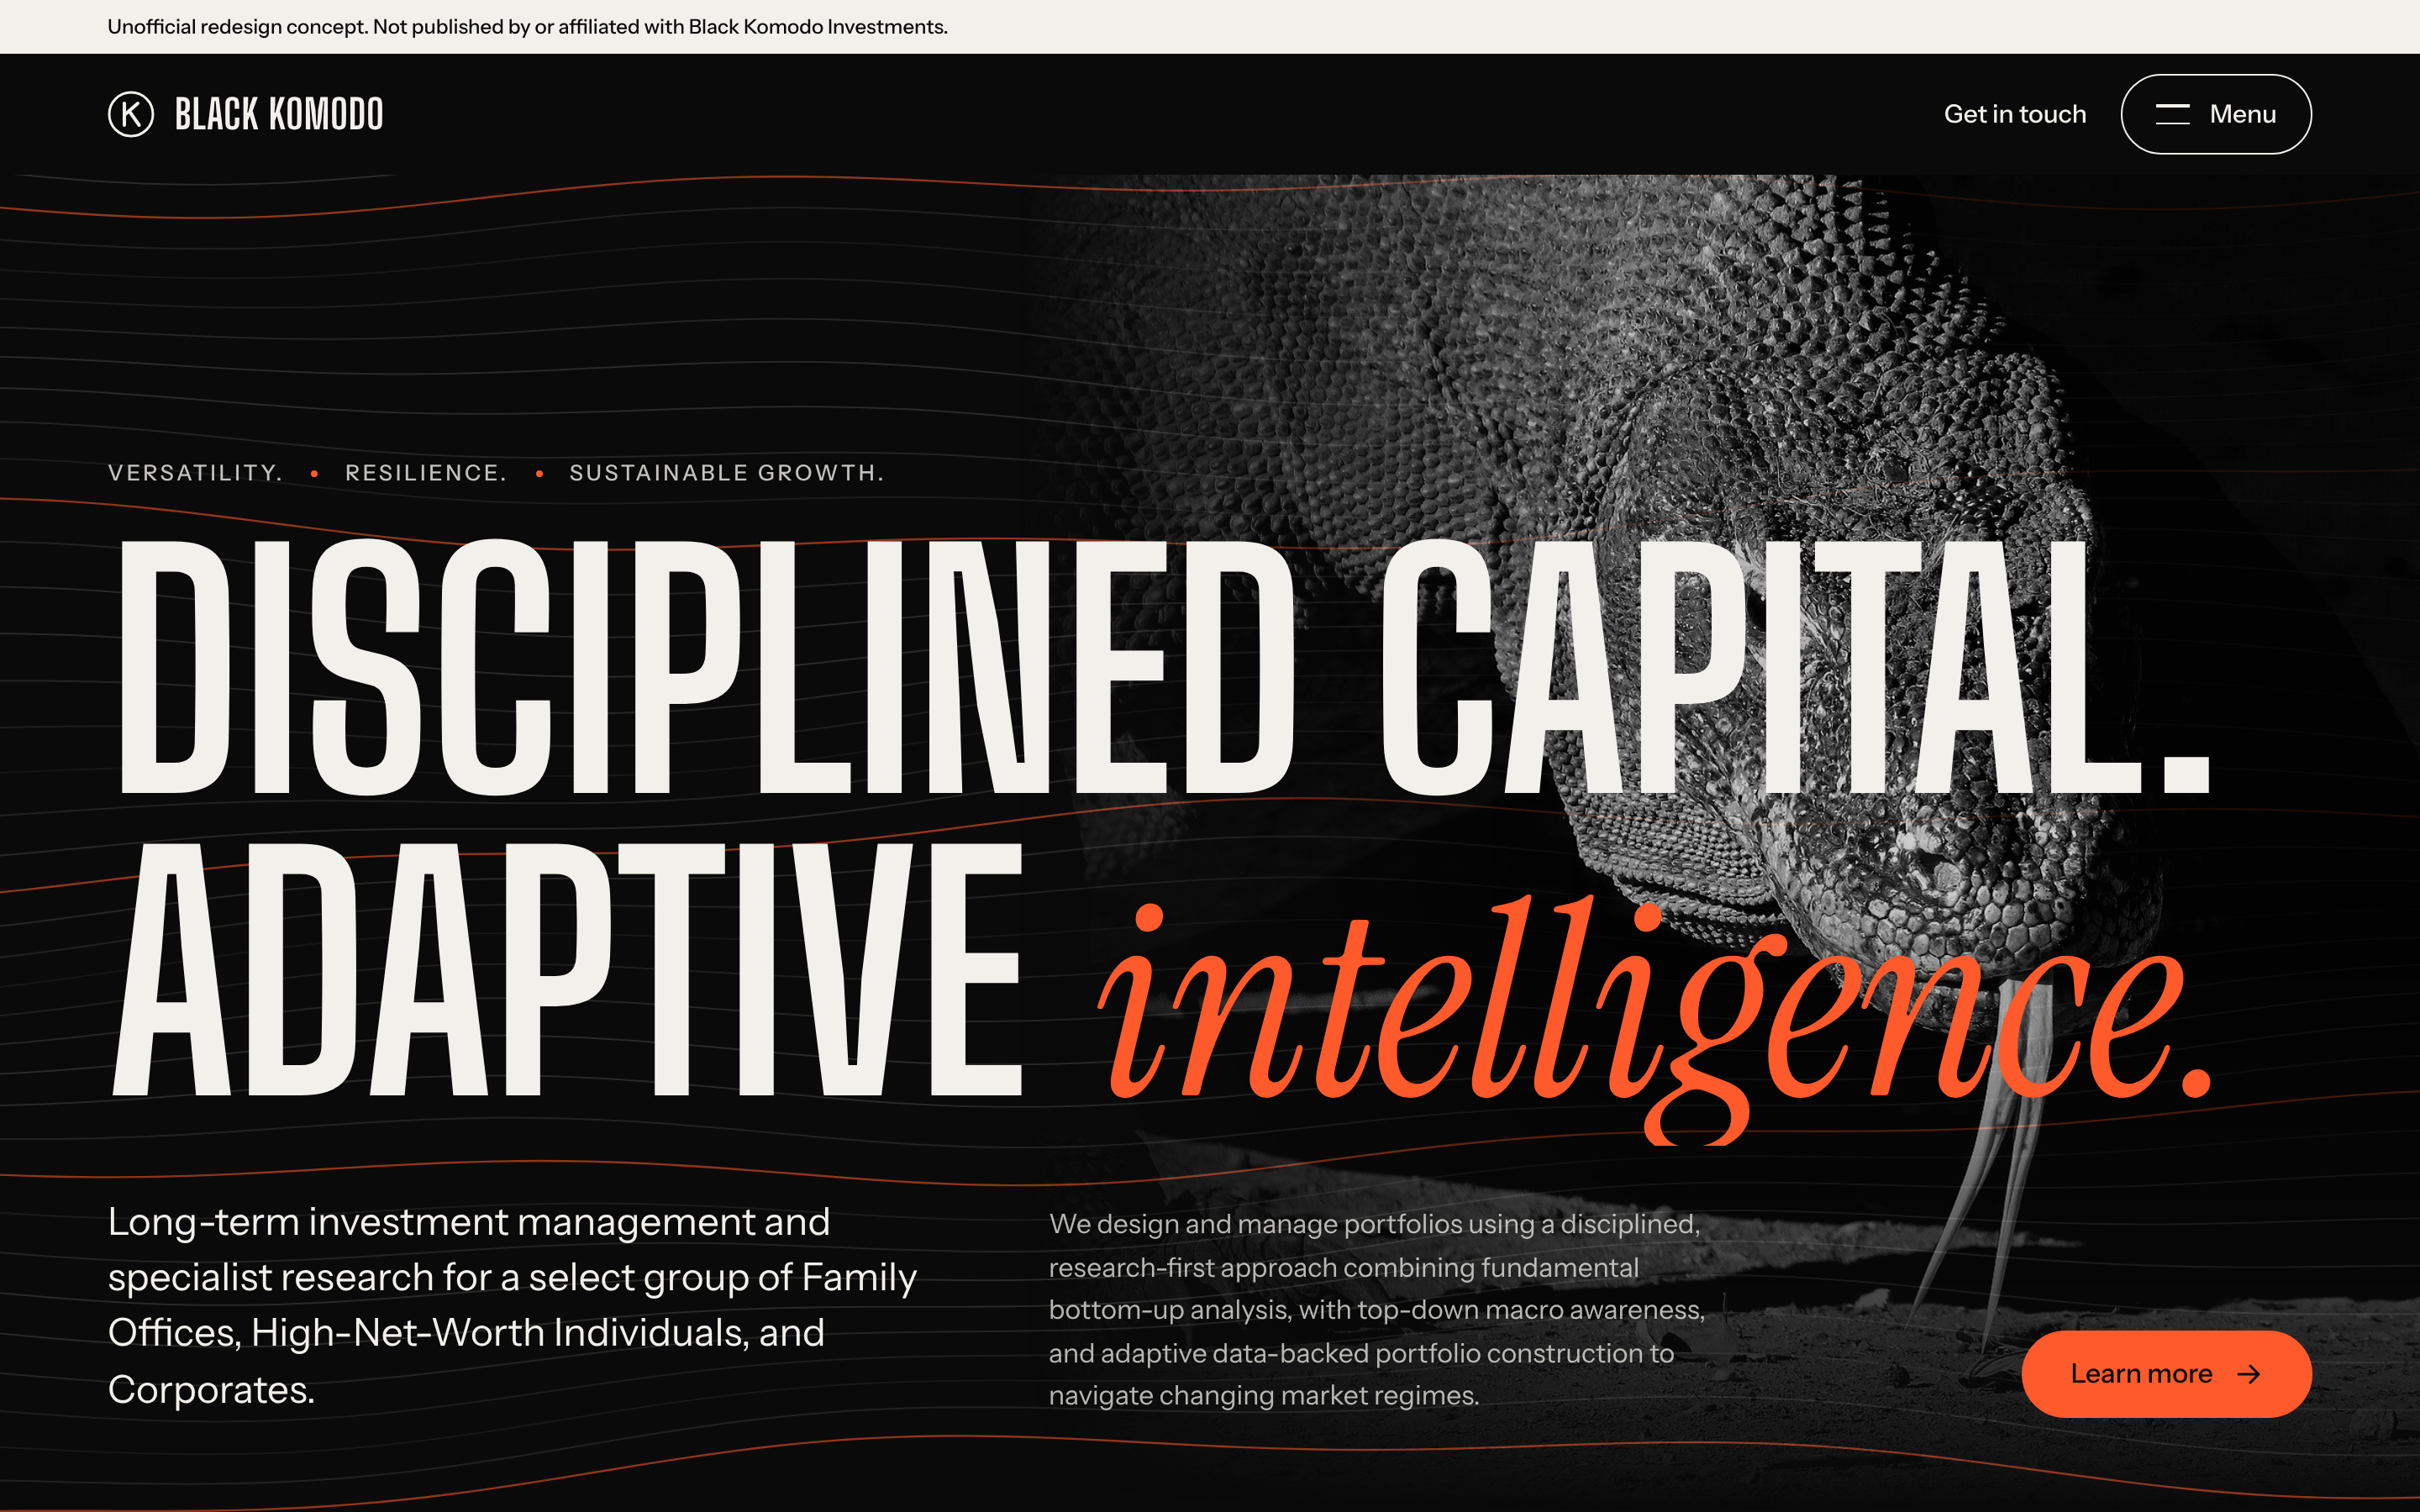 Unofficial redesign concept. Not published by or affiliated with Black Komodo Investments.
K BLACK KOMODO
Get in touch
Menu
VERSATILITY. • RESILIENCE. • SUSTAINABLE GROWTH.
DISCIPLINED CAPITAL.
ADAPTIVE intelligence.
Long-term investment management and
specialist research for a select group of Family
Offices, High-Net-Worth Individuals, and
Corporates.
We design and manage portfolios using a disciplined,
research-first approach combining fundamental
bottom-up analysis, with top-down macro awareness,
and adaptive data-backed portfolio construction to
navigate changing market regimes.
Learn more →